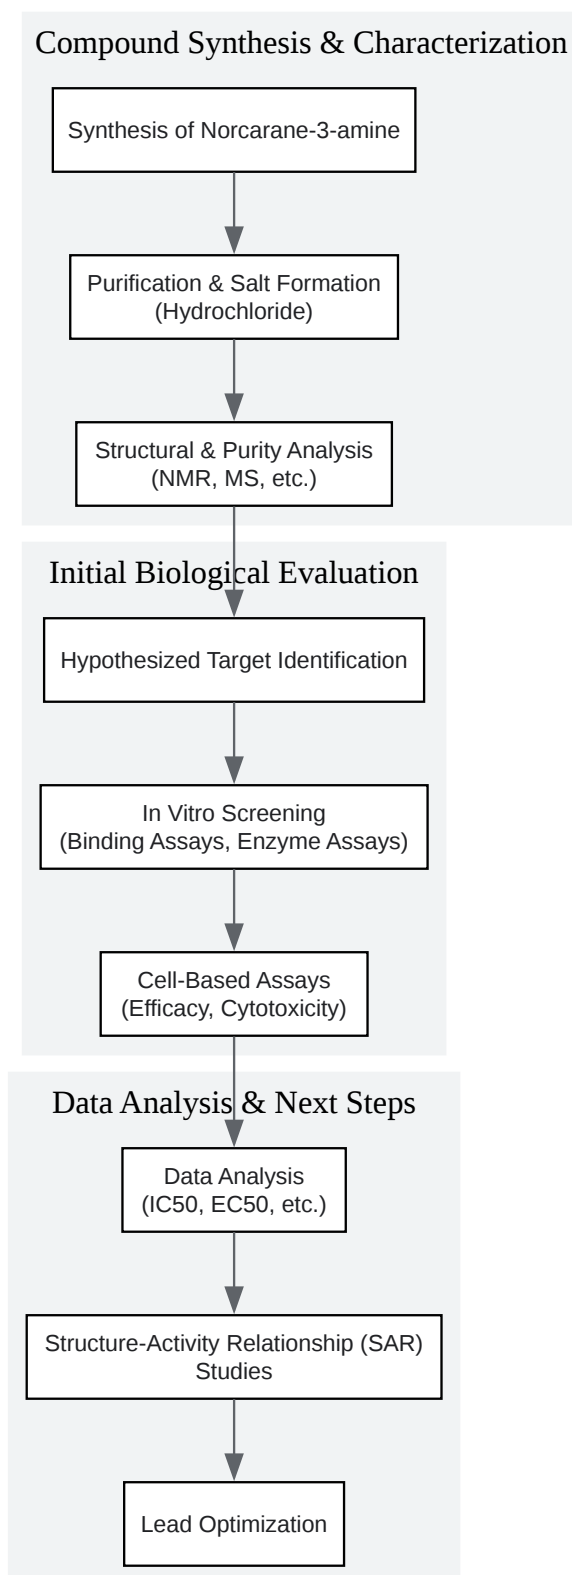 Compound Synthesis & Characterization
Synthesis of Norcarane-3-amine
Purification & Salt Formation
(Hydrochloride)
Structural & Purity Analysis
(NMR, MS, etc.)
Initial Biological Evaluation
Hypothesized Target Identification
In Vitro Screening
(Binding Assays, Enzyme Assays)
Cell-Based Assays
(Efficacy, Cytotoxicity)
Data Analysis & Next Steps
Data Analysis
(IC50, EC50, etc.)
Structure-Activity Relationship (SAR)
Studies
Lead Optimization